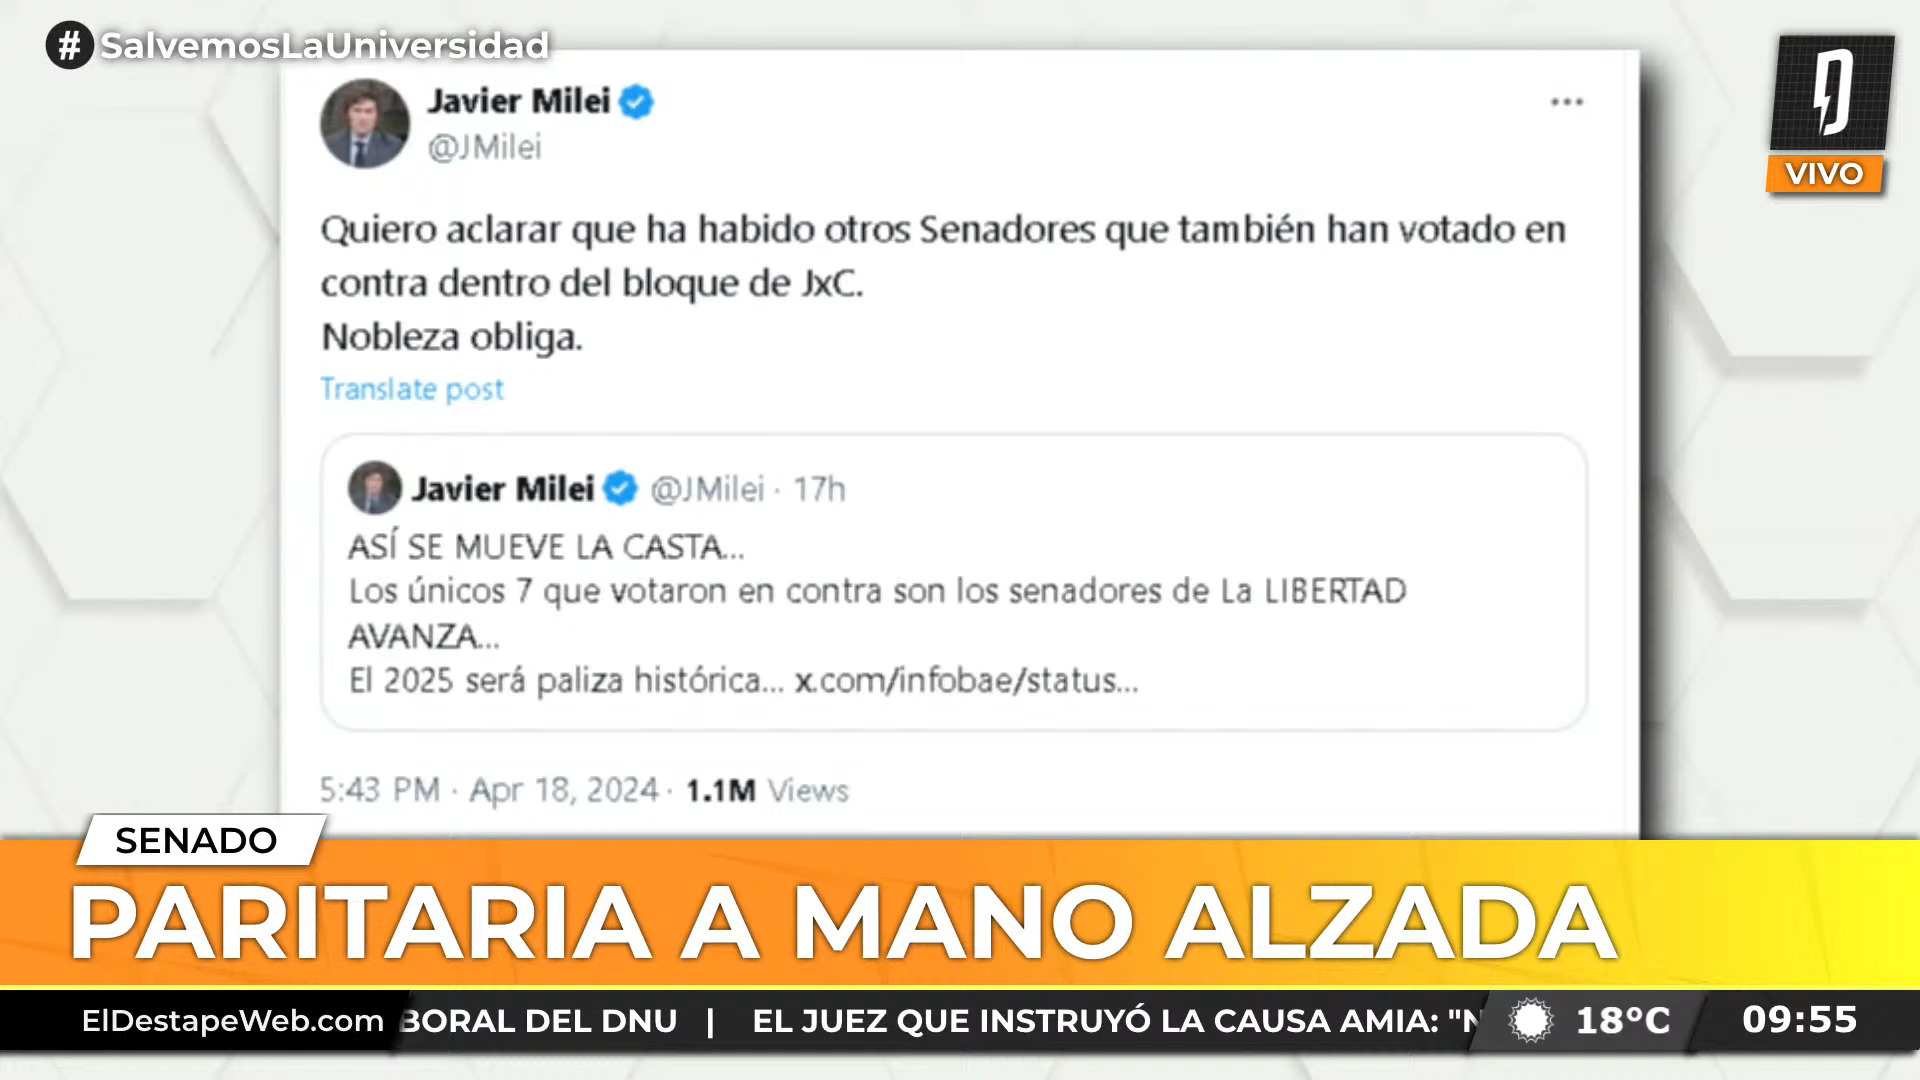 # SalvemosLaUniversidad
VIVO
Javier Milei
@JMilei
Quiero aclarar que ha habido otros Senadores que también han votado en
contra dentro del bloque de JxC.
Nobleza obliga.
Translate post
Javier Milei @JMilei · 17h
ASÍ SE MUEVE LA CASTA...
Los únicos 7 que votaron en contra son los senadores de La LIBERTAD
AVANZA...
El 2025 será paliza histórica... x.com/infobae/status...
5:43 PM · Apr 18, 2024 · 1.1M Views
SENADO
PARITARIA A MANO ALZADA
ElDestapeWeb.com BORAL DEL DNU | EL JUEZ QUE INSTRUYÓ LA CAUSA AMIA: "N 18°C 09:55